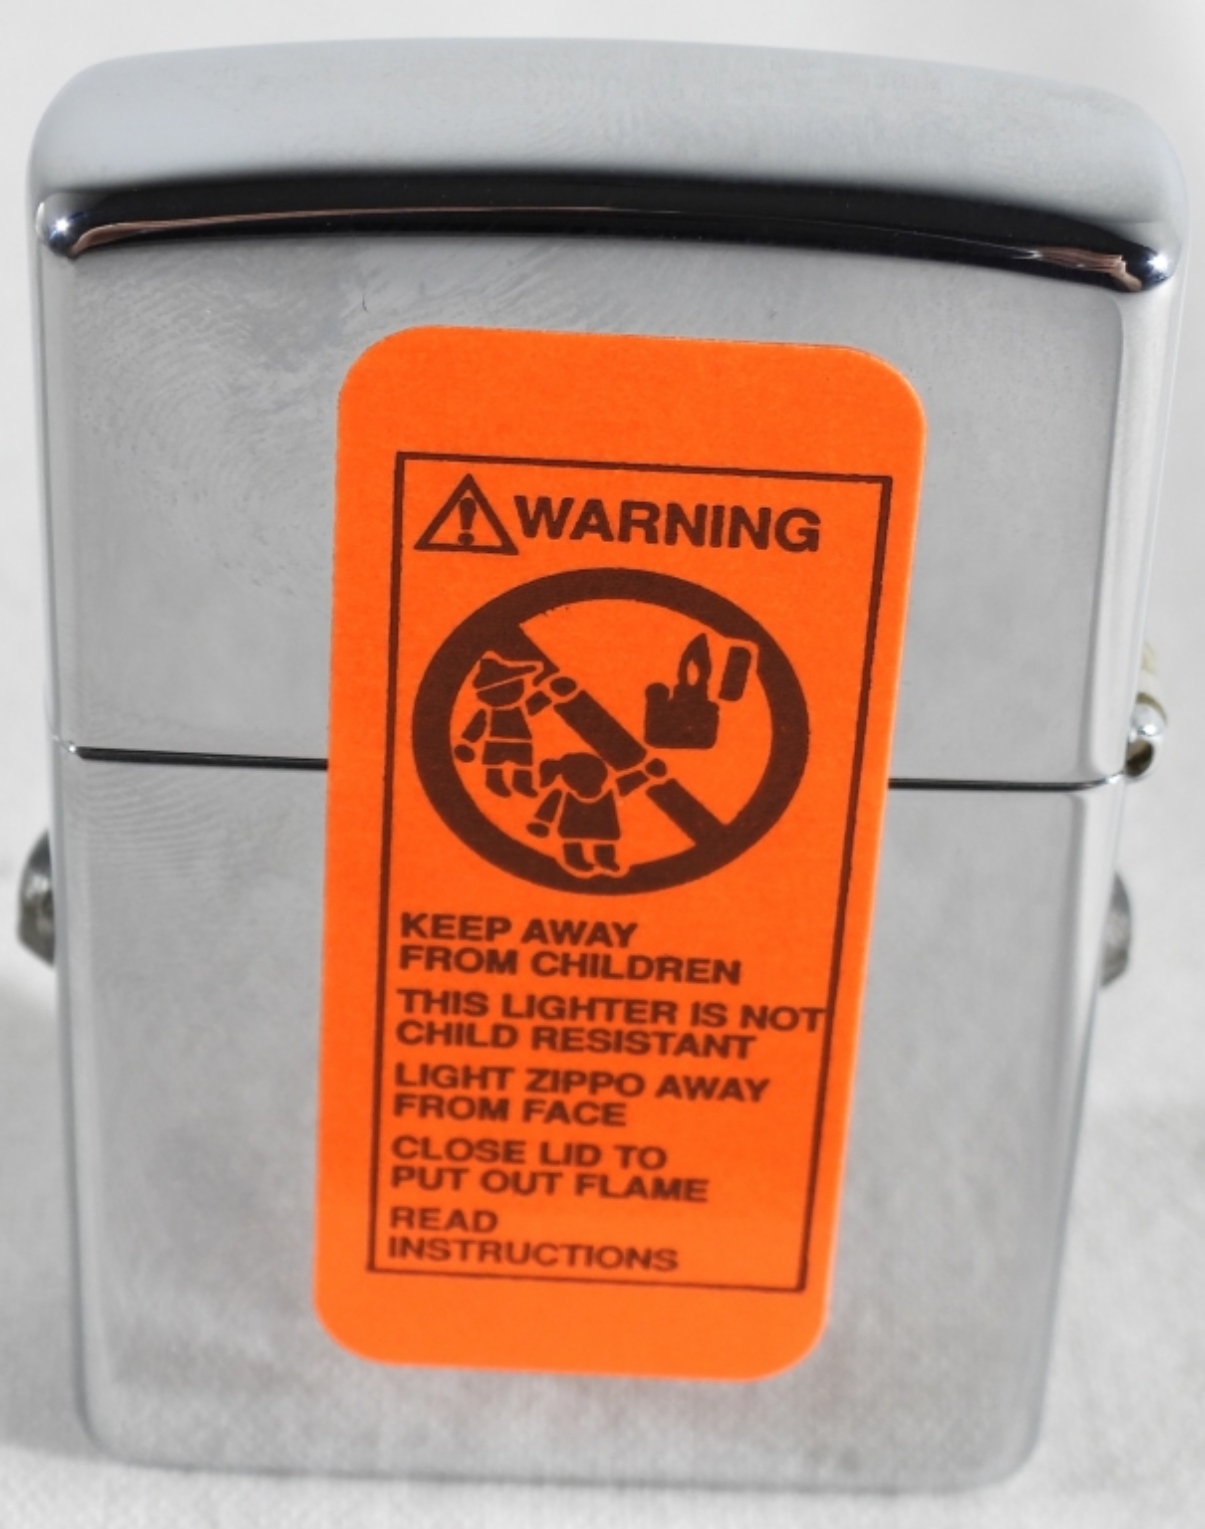 WARNING
KEEP AWAY
FROM CHILDREN
THIS LIGHTER IS NOT
CHILD RESISTANT
LIGHT ZIPPO AWAY
FROM FACE
CLOSE LID TO
PUT OUT FLAME
READ
INSTRUCTIONS